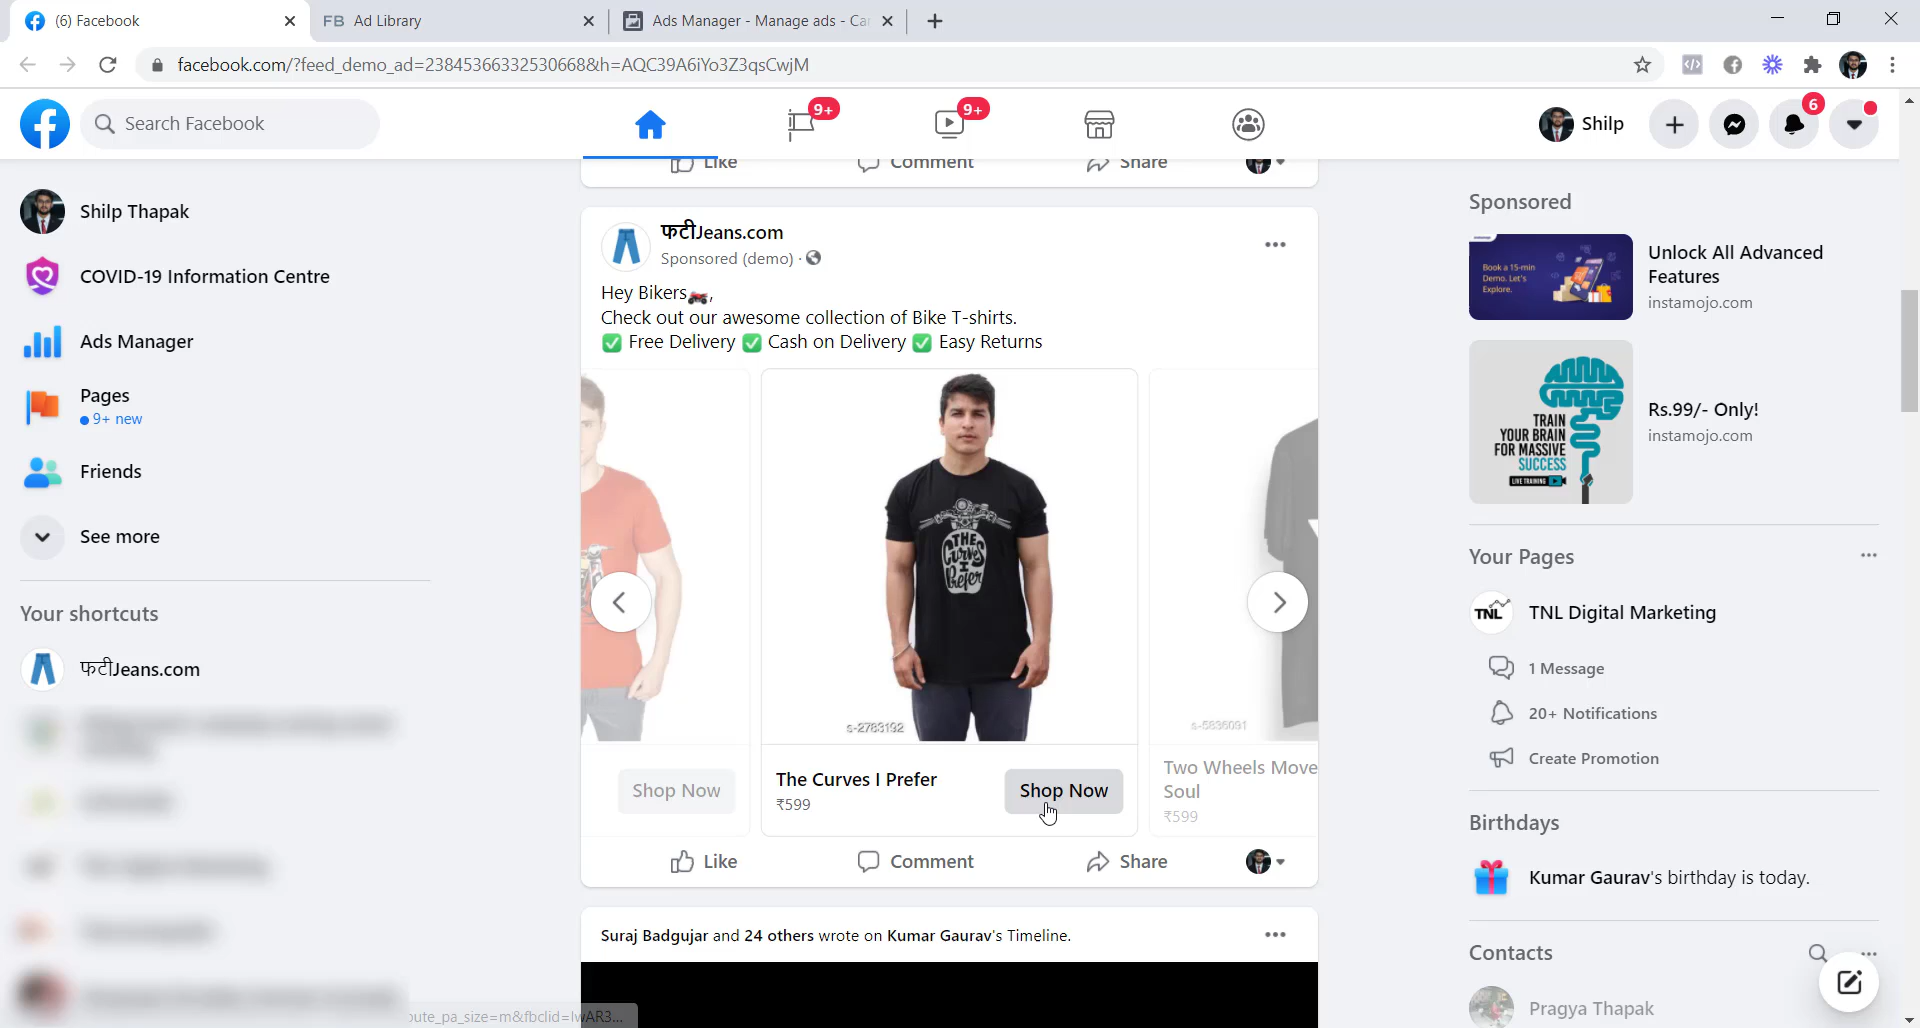 (6) Facebook
FB Ad Library
Ads Manager - Manage ads - Ca
facebook.com/?feed_demo_ad=23845366332530668&h=AQC39A6iYo3Z3qsCwjM
Search Facebook
9+
9+
Shilp
6
Like
Comment
Share
Shilp Thapak
COVID-19 Information Centre
Ads Manager
Pages
9+ new
Friends
See more
Your shortcuts
फटीJeans.com
फटीJeans.com
Sponsored (demo) ·
Hey Bikers🏍️,
Check out our awesome collection of Bike T-shirts.
✅ Free Delivery ✅ Cash on Delivery ✅ Easy Returns
THE
Curves
I
Prefer
s-2783192
s-5836091
Shop Now
The Curves I Prefer
₹599
Shop Now
Two Wheels Move
Soul
₹599
Like
Comment
Share
Suraj Badgujar and 24 others wrote on Kumar Gaurav's Timeline.
Sponsored
Book a 15-min
Demo. Let's
Explore.
Unlock All Advanced
Features
instamojo.com
TRAIN
YOUR BRAIN
FOR MASSIVE
SUCCESS
LIVE TRAINING
Rs.99/- Only!
instamojo.com
Your Pages
TNL
TNL Digital Marketing
1 Message
20+ Notifications
Create Promotion
Birthdays
Kumar Gaurav's birthday is today.
Contacts
Pragya Thapak
oute_pa_size=m&fbclid=IwAR3...